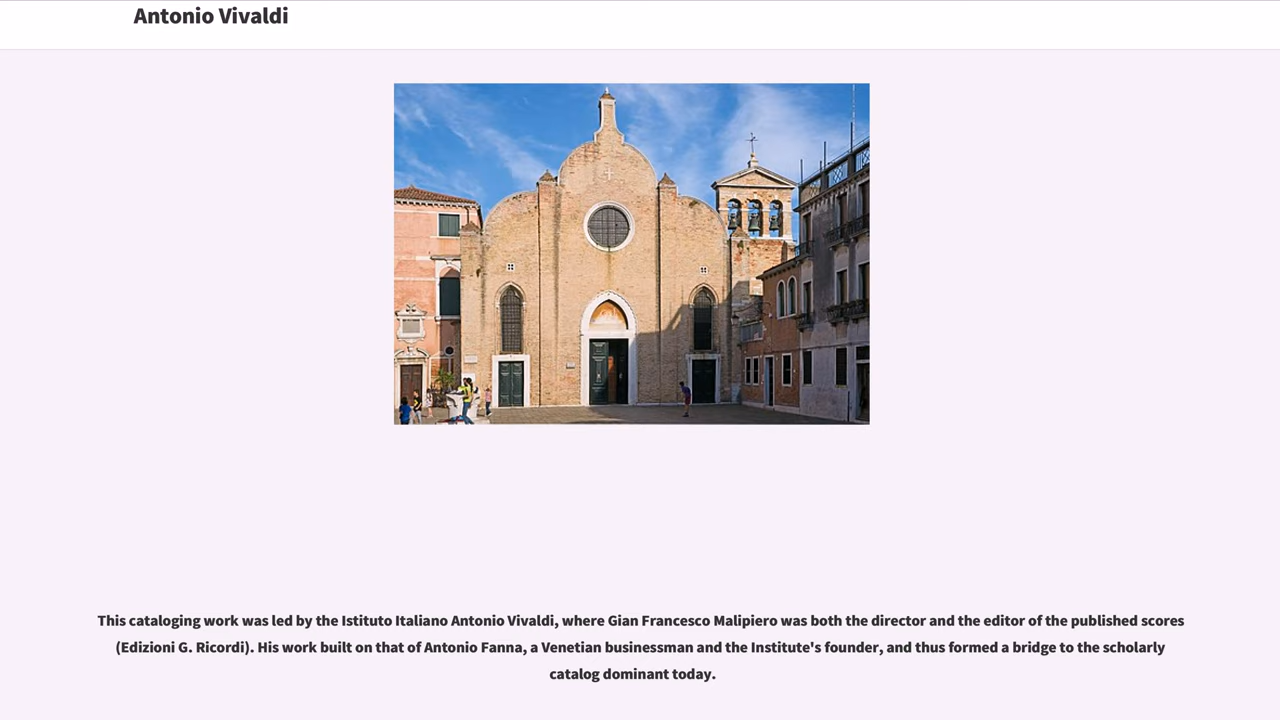 Antonio Vivaldi
This cataloging work was led by the Istituto Italiano Antonio Vivaldi, where Gian Francesco Malipiero was both the director and the editor of the published scores
(Edizioni G. Ricordi). His work built on that of Antonio Fanna, a Venetian businessman and the Institute's founder, and thus formed a bridge to the scholarly
catalog dominant today.